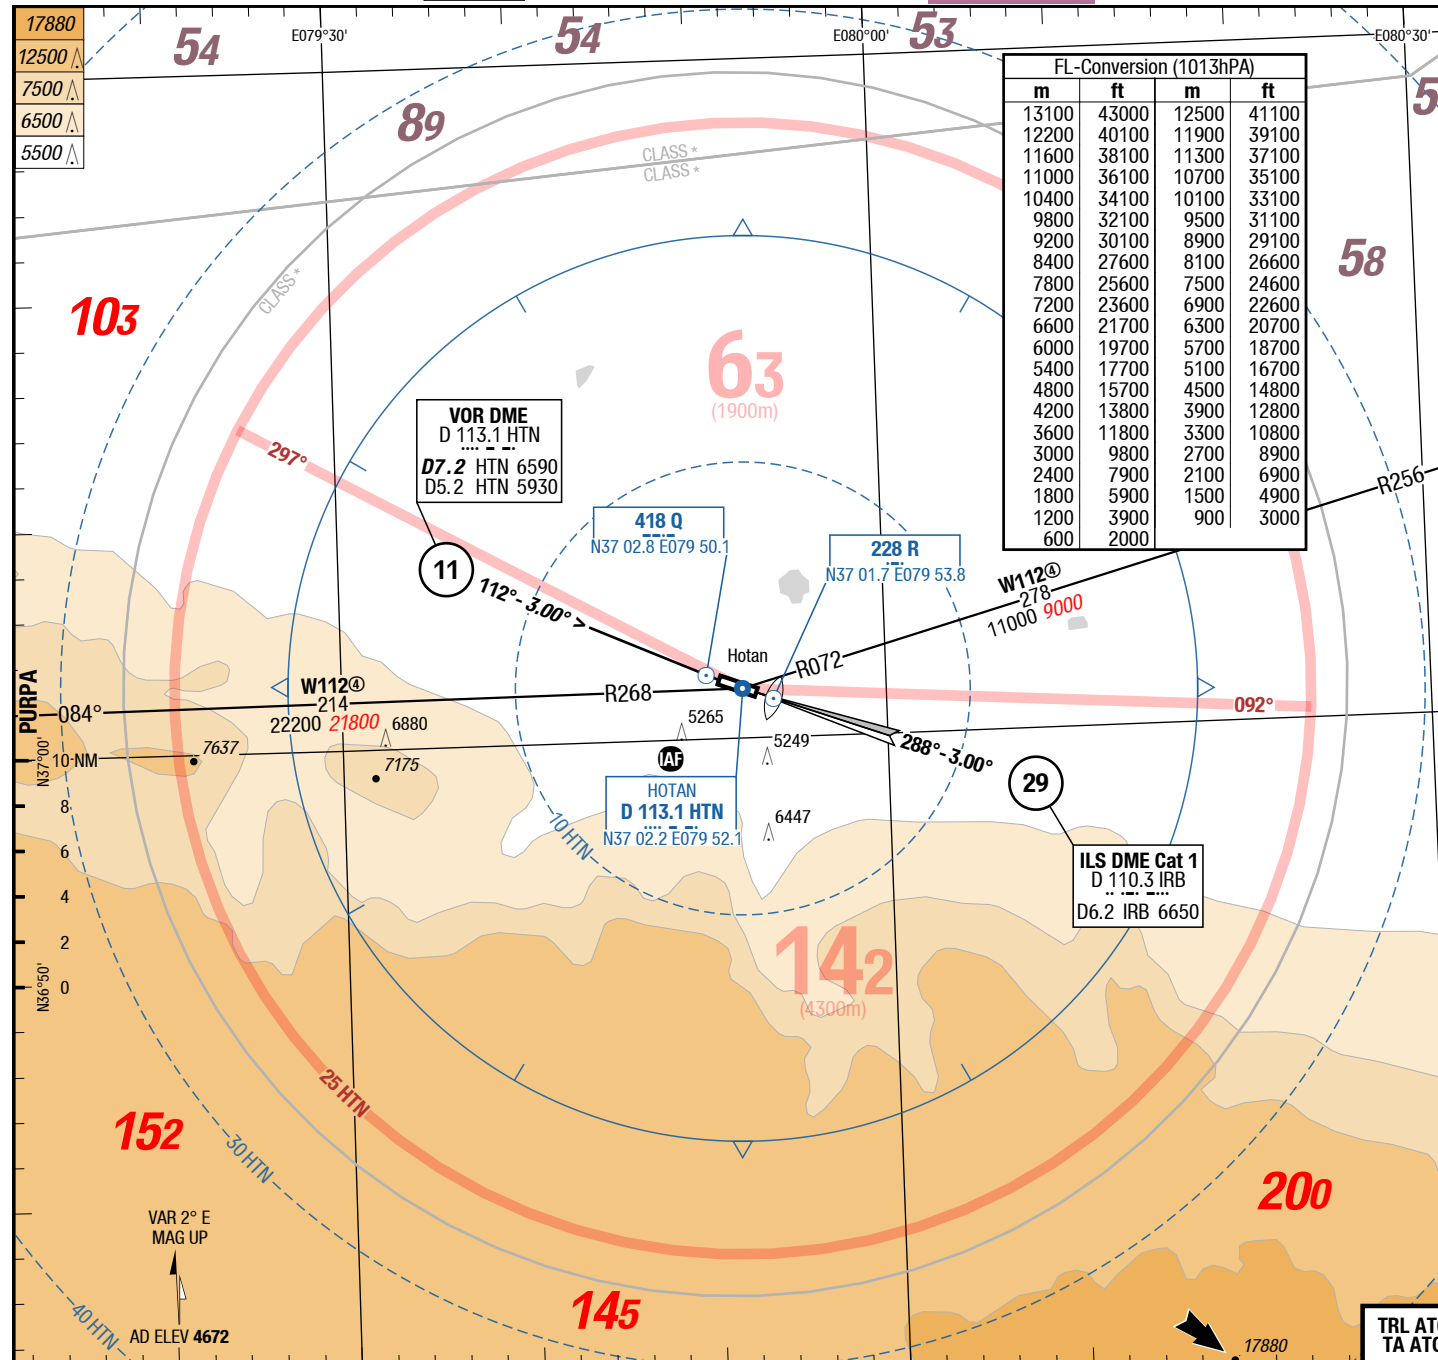 17880
12500
7500
6500
5500
54
E079°30'
54
E080°00'
53
E080°30'
5
89
CLASS *
CLASS *
CLASS *
FL-Conversion (1013hPA)
m ft m ft
13100 43000 12500 41100
12200 40100 11900 39100
11600 38100 11300 37100
11000 36100 10700 35100
10400 34100 10100 33100
9800 32100 9500 31100
9200 30100 8900 29100
8400 27600 8100 26600
7800 25600 7500 24600
7200 23600 6900 22600
6600 21700 6300 20700
6000 19700 5700 18700
5400 17700 5100 16700
4800 15700 4500 14800
4200 13800 3900 12800
3600 11800 3300 10800
3000 9800 2700 8900
2400 7900 2100 6900
1800 5900 1500 4900
1200 3900 900 3000
600 2000
58
103
63
(1900m)
297°
VOR DME
D 113.1 HTN
D7.2 HTN 6590
D5.2 HTN 5930
11
112° - 3.00° >
418 Q
N37 02.8 E079 50.1
228 R
N37 01.7 E079 53.8
R256
W112④
278
11000 9000
Hotan
R072
PURPA
084°
W112④
214
22200 21800
R268
092°
6880
7637
7175
5265
5249
6447
IAF
288° - 3.00°
29
HOTAN
D 113.1 HTN
N37 02.2 E079 52.1
10 HTN
ILS DME Cat 1
D 110.3 IRB
D6.2 IRB 6650
N37°00'
10 NM
8
6
4
2
0
N36°50'
142
(4300m)
25 HTN
30 HTN
40 HTN
152
200
145
VAR 2° E
MAG UP
AD ELEV 4672
17880
TRL AT
TA AT